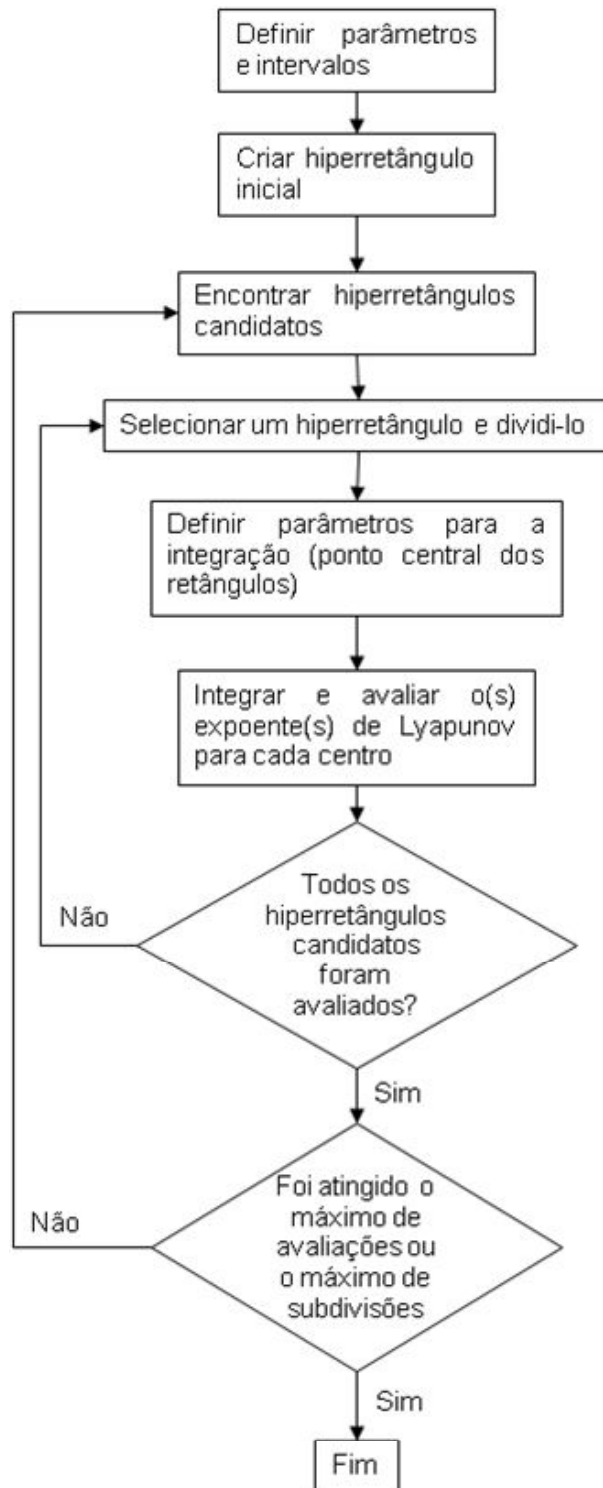 Definir parâmetros
e intervalos
Criar hiperretângulo
inicial
Encontrar hiperretângulos
candidatos
Selecionar um hiperretângulo e dividi-lo
Definir parâmetros para a
integração (ponto central dos
retângulos)
Integrar e avaliar o(s)
expoente(s) de Lyapunov
para cada centro
Todos os
hiperretângulos
candidatos
foram
avaliados?
Não
Sim
Foi atingido o
máximo de
avaliações ou
o máximo de
subdivisões
Não
Sim
Fim